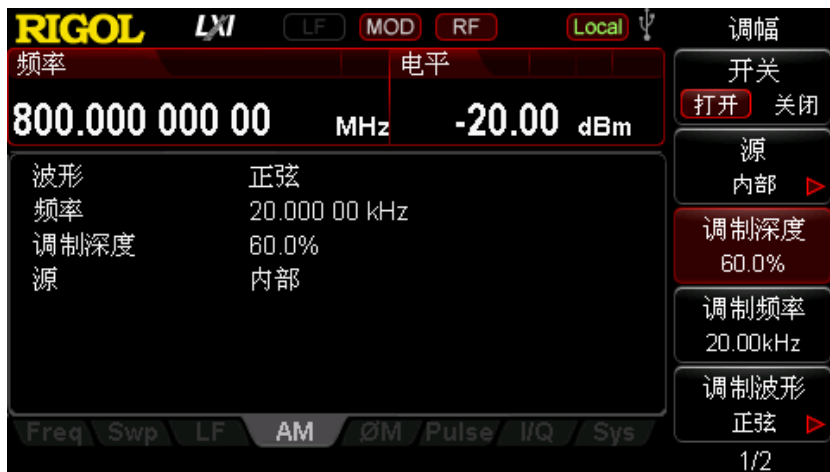 RIGOL LXI LF MOD RF Local
频率
800.000 000 00 MHz
电平
-20.00 dBm
波形 正弦
频率 20.000 00 kHz
调制深度 60.0%
源 内部
Freq Swp LF AM ØM Pulse I/Q Sys
调幅
开关
打开 关闭
源
内部
调制深度
60.0%
调制频率
20.00kHz
调制波形
正弦
1/2